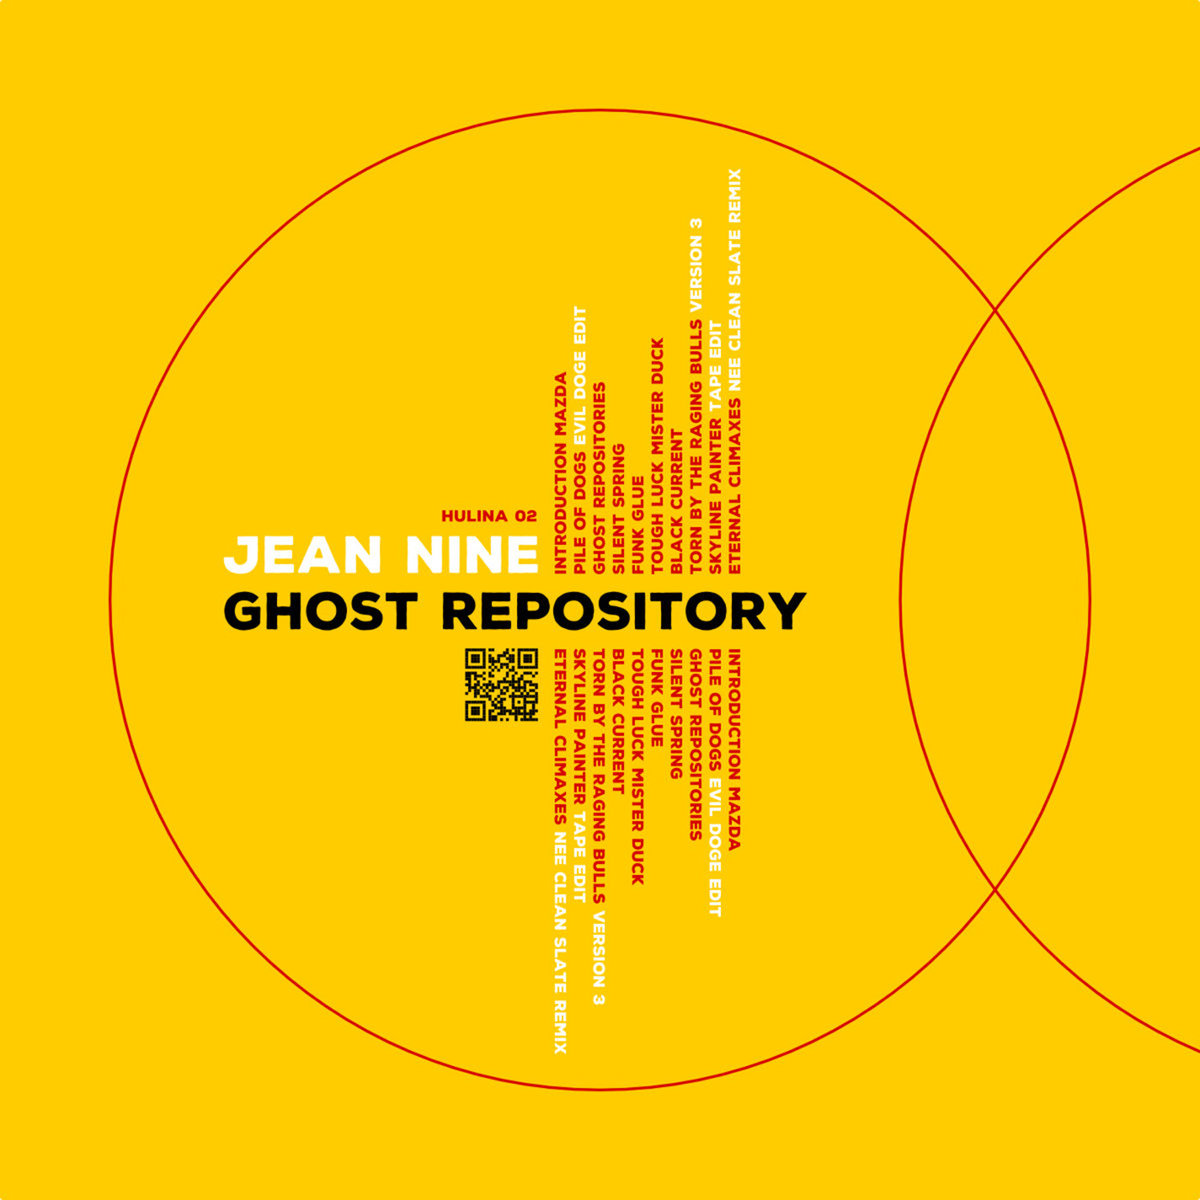 HULINA 02
JEAN NINE
GHOST REPOSITORY
INTRODUCTION MAZDA
PILE OF DOGS EVIL DOGE EDIT
GHOST REPOSITORIES
SILENT SPRING
FUNK GLUE
TOUGH LUCK MISTER DUCK
BLACK CURRENT
TORN BY THE RAGING BULLS VERSION 3
SKYLINE PAINTER TAPE EDIT
ETERNAL CLIMAXES NEE CLEAN SLATE REMIX
INTRODUCTION MAZDA
PILE OF DOGS EVIL DOGE EDIT
GHOST REPOSITORIES
SILENT SPRING
FUNK GLUE
TOUGH LUCK MISTER DUCK
BLACK CURRENT
TORN BY THE RAGING BULLS VERSION 3
SKYLINE PAINTER TAPE EDIT
ETERNAL CLIMAXES NEE CLEAN SLATE REMIX